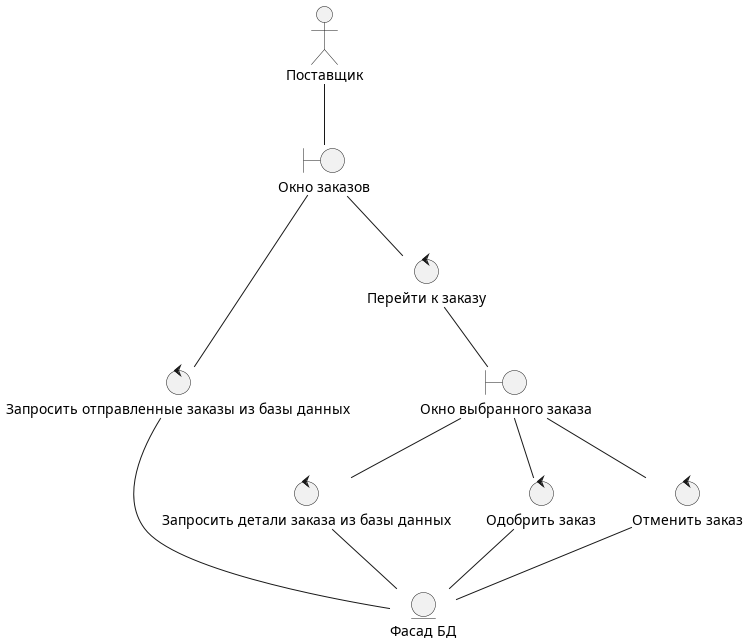 Поставщик
Окно заказов
Перейти к заказу
Запросить отправленные заказы из базы данных
Окно выбранного заказа
Запросить детали заказа из базы данных
Одобрить заказ
Отменить заказ
Фасад БД